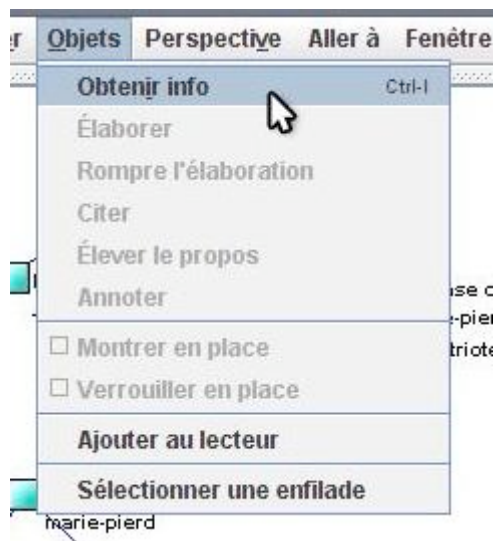 Objets Perspective Aller à Fenêtre
Obtenir info Ctrl-I
Élaborer
Rompre l'élaboration
Citer
Élever le propos
Annoter
Montrer en place
Verrouiller en place
Ajouter au lecteur
Sélectionner une enfilade
marie-pierd